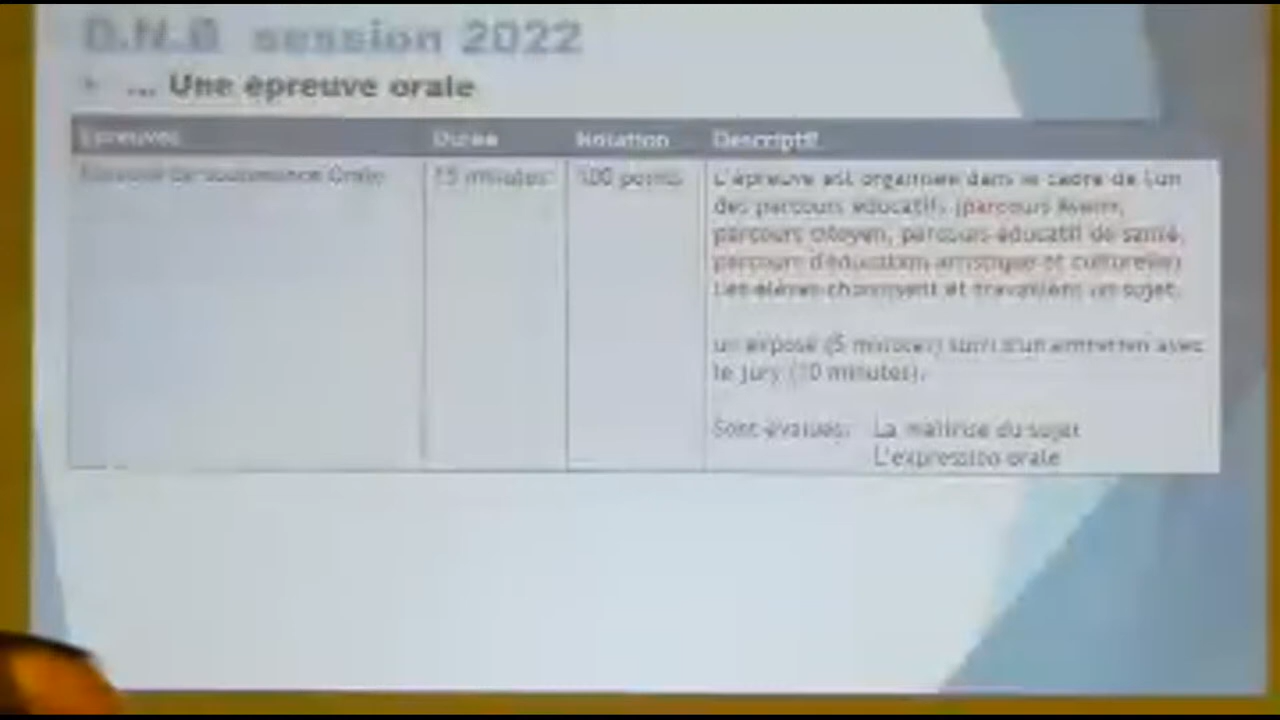 D.N.B session 2022
... Une épreuve orale
Epreuves Durée Notation Descriptif
Epreuve de soutenance Orale 15 minutes 100 points L'épreuve est organisée dans le cadre de l'un
des parcours éducatifs (parcours Avenir,
parcours citoyen, parcours éducatif de santé,
parcours d'éducation artistique et culturelle)
Les élèves choisissent et travaillent un sujet.
un exposé (5 minutes) suivi d'un entretien avec
le jury (10 minutes).
Sont évalués: La maîtrise du sujet
L'expression orale